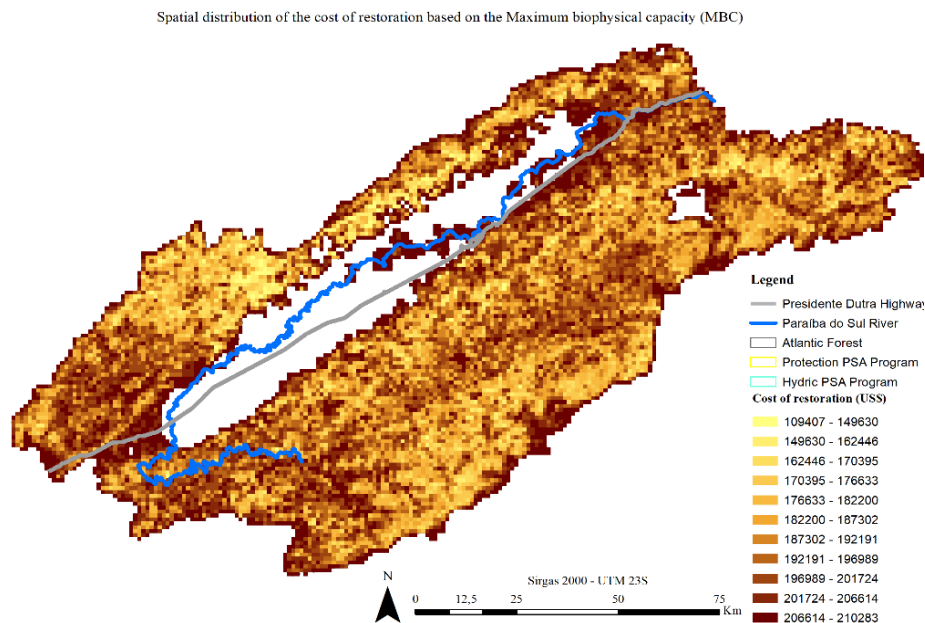 Spatial distribution of the cost of restoration based on the Maximum biophysical capacity (MBC)
Legend
Presidente Dutra Highway
Paraíba do Sul River
Atlantic Forest
Protection PSA Program
Hydric PSA Program
Cost of restoration (USS)
109407 - 149630
149630 - 162446
162446 - 170395
170395 - 176633
176633 - 182200
182200 - 187302
187302 - 192191
192191 - 196989
196989 - 201724
201724 - 206614
206614 - 210283
N
Sirgas 2000 - UTM 23S
0 12,5 25 50 75
Km